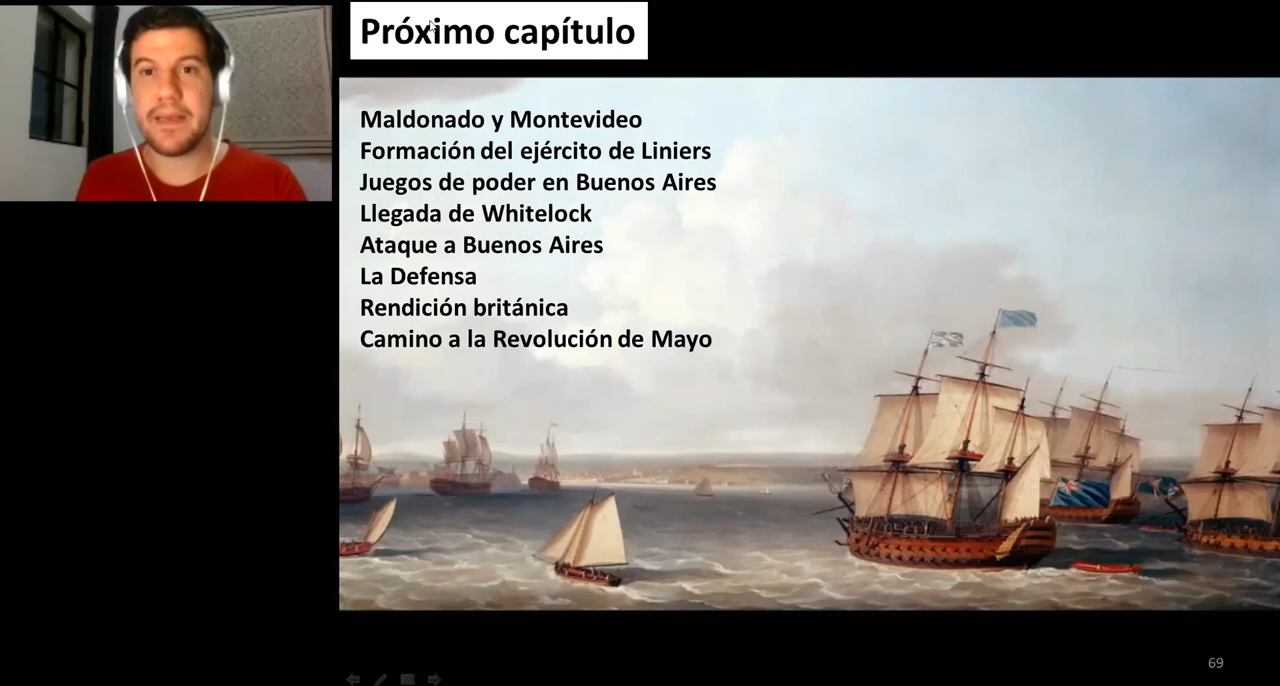 Próximo capítulo
Maldonado y Montevideo
Formación del ejército de Liniers
Juegos de poder en Buenos Aires
Llegada de Whitelock
Ataque a Buenos Aires
La Defensa
Rendición británica
Camino a la Revolución de Mayo
69